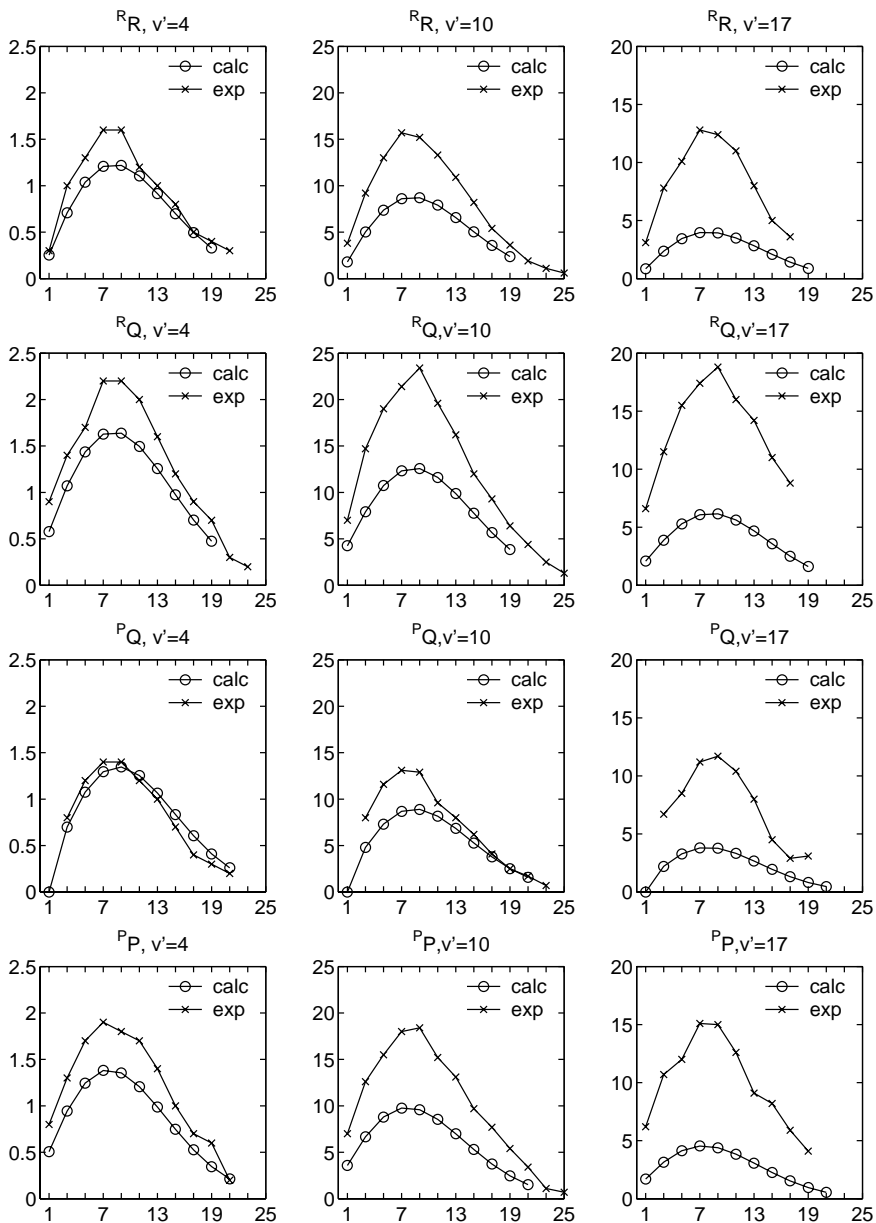 RR, v'=4
2.5
2
1.5
1
0.5
0
1 7 13 19 25
calc
exp
RR, v'=10
25
20
15
10
5
0
1 7 13 19 25
calc
exp
RR, v'=17
20
15
10
5
0
1 7 13 19 25
calc
exp
RQ, v'=4
2.5
2
1.5
1
0.5
0
1 7 13 19 25
calc
exp
RQ,v'=10
25
20
15
10
5
0
1 7 13 19 25
calc
exp
RQ,v'=17
20
15
10
5
0
1 7 13 19 25
calc
exp
PQ, v'=4
2.5
2
1.5
1
0.5
0
1 7 13 19 25
calc
exp
PQ,v'=10
25
20
15
10
5
0
1 7 13 19 25
calc
exp
PQ,v'=17
20
15
10
5
0
1 7 13 19 25
calc
exp
PP, v'=4
2.5
2
1.5
1
0.5
0
1 7 13 19 25
calc
exp
PP,v'=10
25
20
15
10
5
0
1 7 13 19 25
calc
exp
PP,v'=17
20
15
10
5
0
1 7 13 19 25
calc
exp